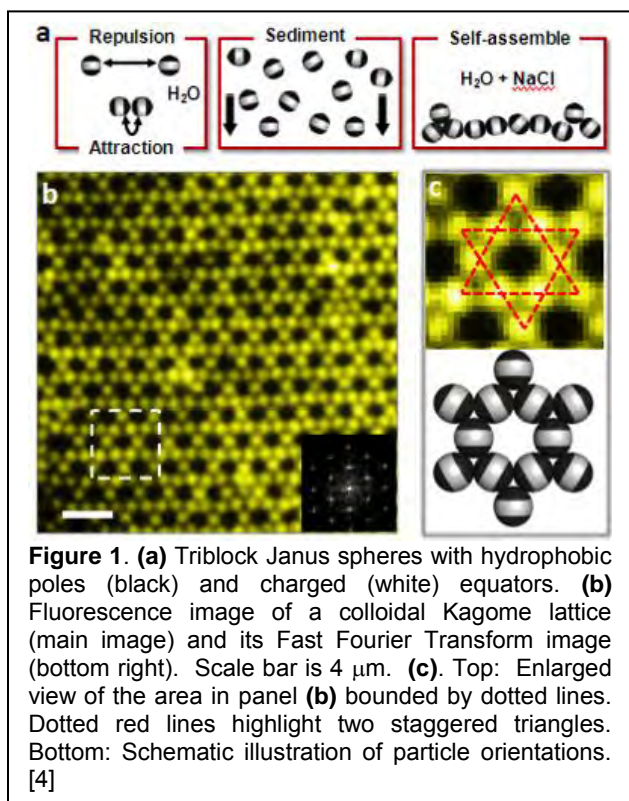 a
Repulsion
H₂O
Attraction
Sediment
Self-assemble
H₂O + NaCl
b
c
Figure 1. (a) Triblock Janus spheres with hydrophobic
poles (black) and charged (white) equators. (b)
Fluorescence image of a colloidal Kagome lattice
(main image) and its Fast Fourier Transform image
(bottom right). Scale bar is 4 μm. (c). Top: Enlarged
view of the area in panel (b) bounded by dotted lines.
Dotted red lines highlight two staggered triangles.
Bottom: Schematic illustration of particle orientations.
[4]